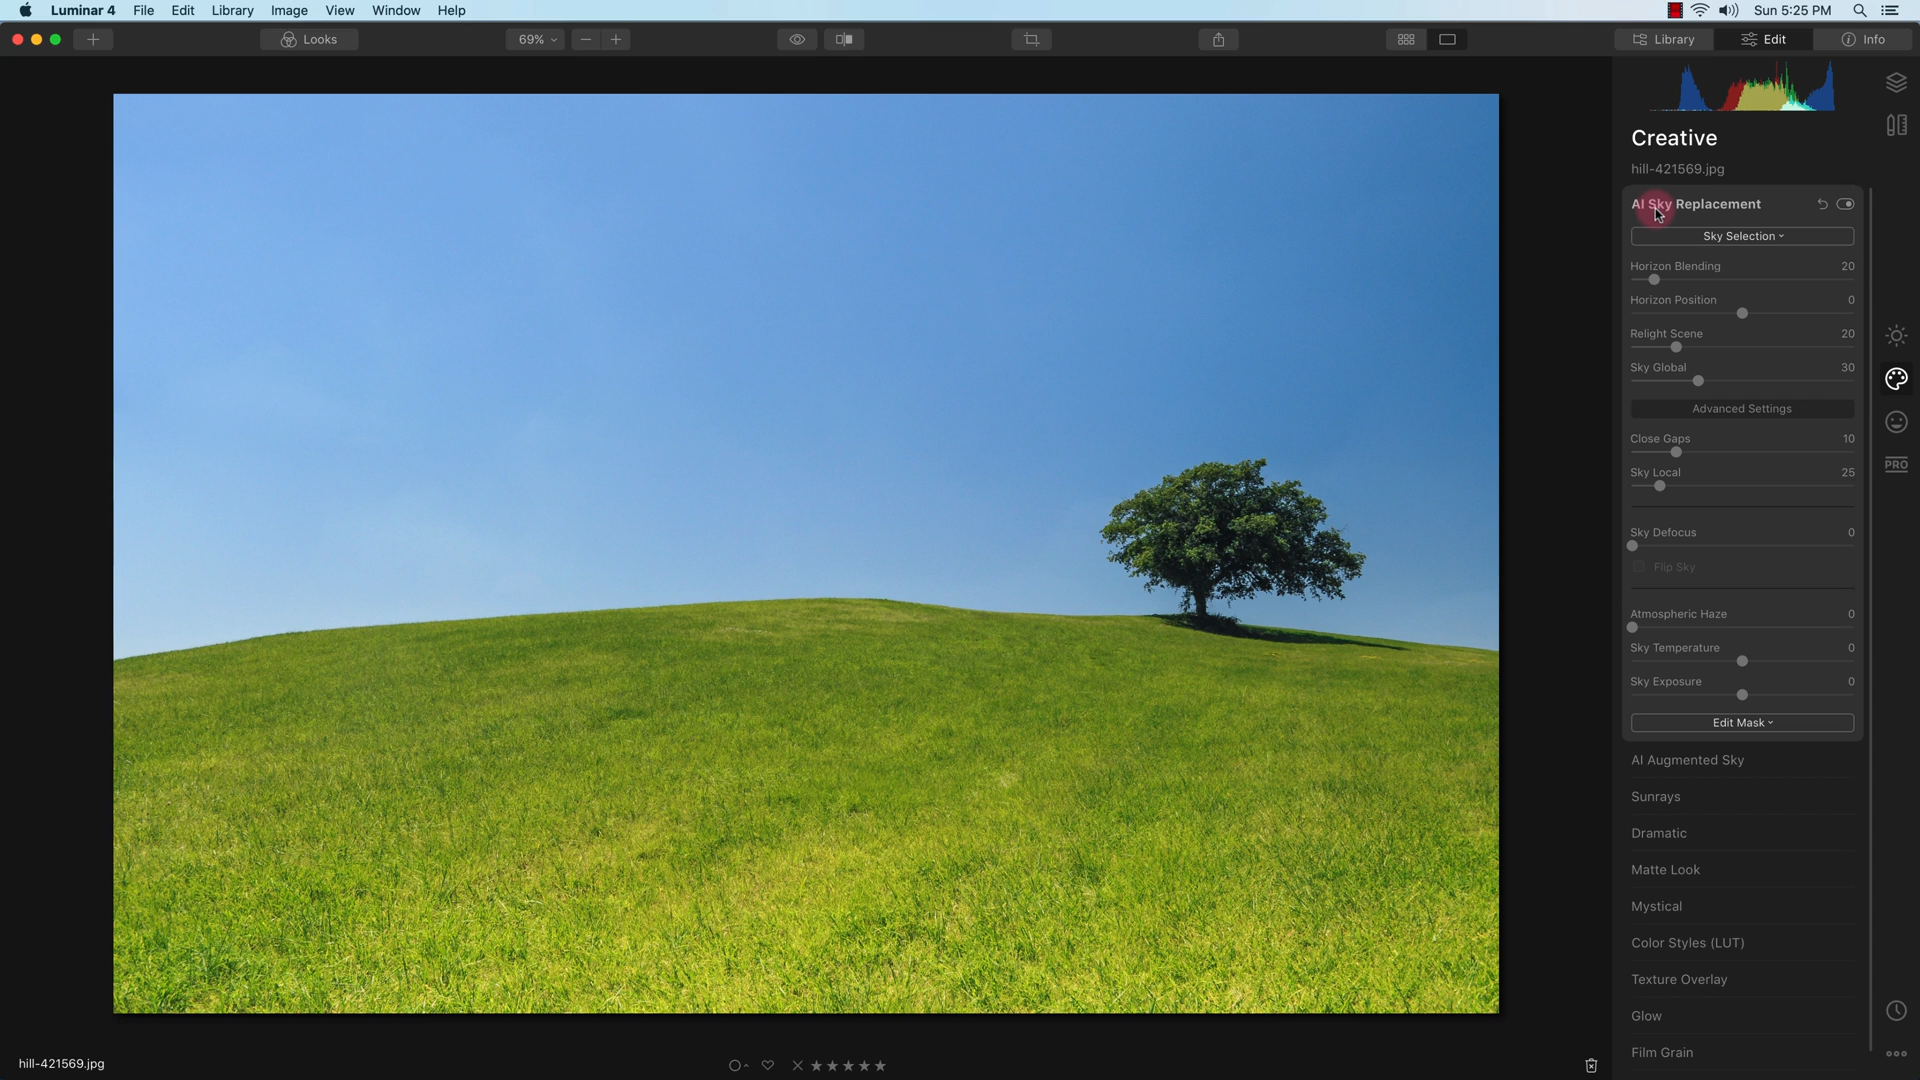 Luminar 4 File Edit Library Image View Window Help Sun 5:25 PM
Looks 69% Library Edit Info
Creative
hill-421569.jpg
AI Sky Replacement
Sky Selection
Horizon Blending 20
Horizon Position 0
Relight Scene 20
Sky Global 30
Advanced Settings
Close Gaps 10
Sky Local 25
PRO
Sky Defocus 0
Flip Sky
Atmospheric Haze 0
Sky Temperature 0
Sky Exposure 0
Edit Mask
AI Augmented Sky
Sunrays
Dramatic
Matte Look
Mystical
Color Styles (LUT)
Texture Overlay
Glow
Film Grain
hill-421569.jpg